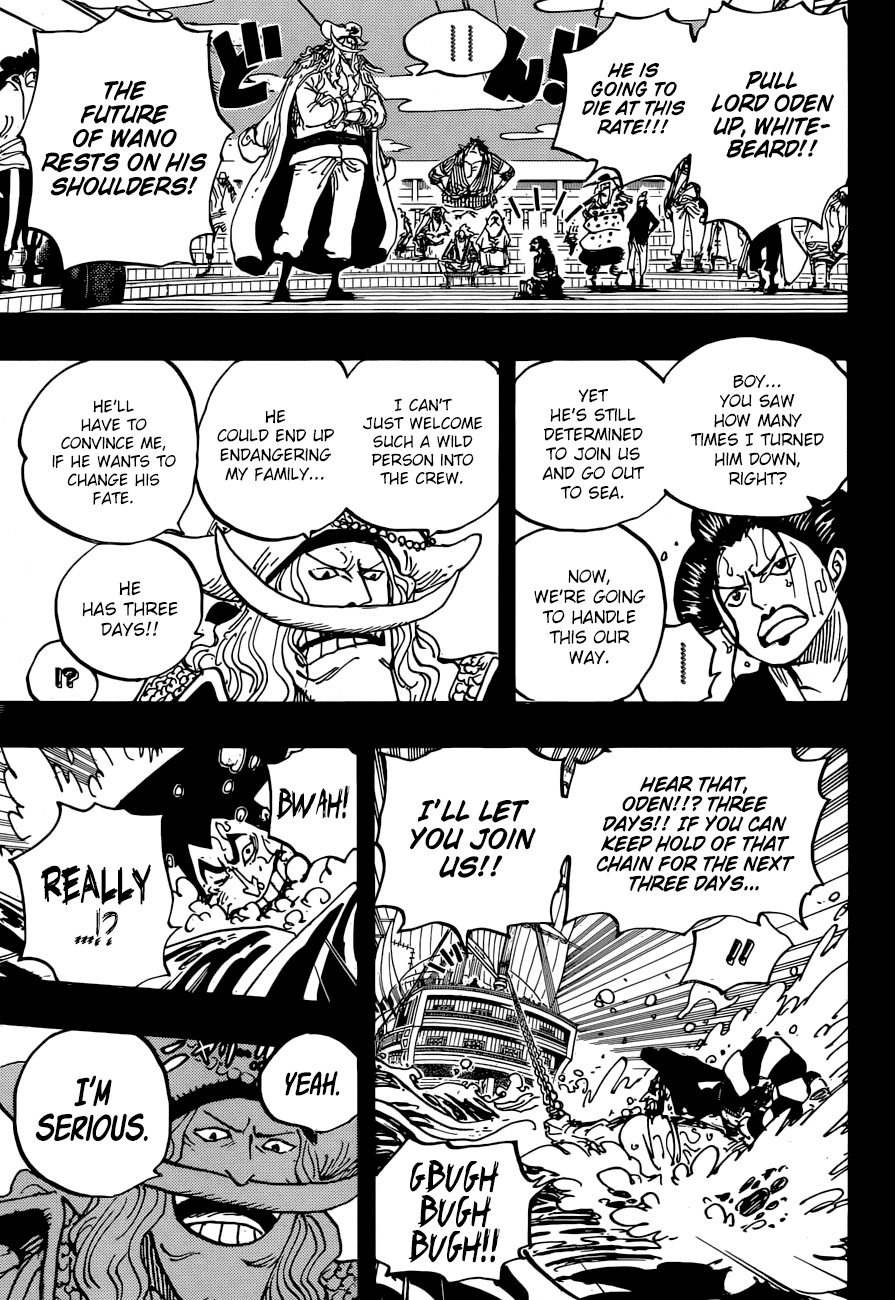 PULL
LORD ODEN
UP, WHITE-
BEARD!!
HE IS
GOING TO
DIE AT THIS
RATE!!!
!!
どん!!
THE
FUTURE
OF WANO
RESTS ON HIS
SHOULDERS!
BOY...
YOU SAW
HOW MANY
TIMES I TURNED
HIM DOWN,
RIGHT?
YET
HE'S STILL
DETERMINED
TO JOIN US
AND GO OUT
TO SEA.
NOW,
WE'RE GOING
TO HANDLE
THIS OUR
WAY.
I CAN'T
JUST WELCOME
SUCH A WILD
PERSON INTO
THE CREW.
HE
COULD END UP
ENDANGERING
MY FAMILY...
HE'LL
HAVE TO
CONVINCE ME,
IF HE WANTS TO
CHANGE HIS
FATE.
HE
HAS THREE
DAYS!!
!?
HEAR THAT,
ODEN!!? THREE
DAYS!! IF YOU CAN
KEEP HOLD OF THAT
CHAIN FOR THE NEXT
THREE DAYS...
I'LL LET
YOU JOIN
US!!
!!
GBUGH
BUGH
BUGH!!
BWAH!
REALLY
...!?
YEAH.
I'M
SERIOUS.